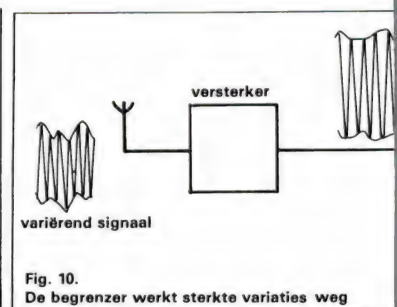 versterker
variërend signaal
Fig. 10.
De begrenzer werkt sterkte variaties weg